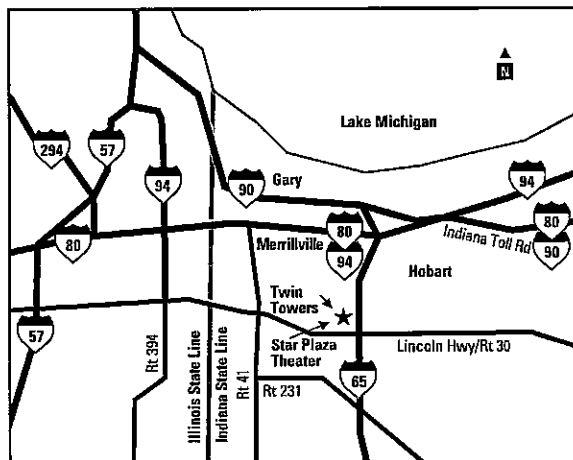 N
Lake Michigan
294
57
94
90
Gary
94
80
Merrillville
80
94
Indiana Toll Rd
80
90
Hobart
Twin
Towers
Star Plaza
Theater
57
Rt 394
Illinois State Line
Indiana State Line
Rt 41
Rt 231
65
Lincoln Hwy/Rt 30